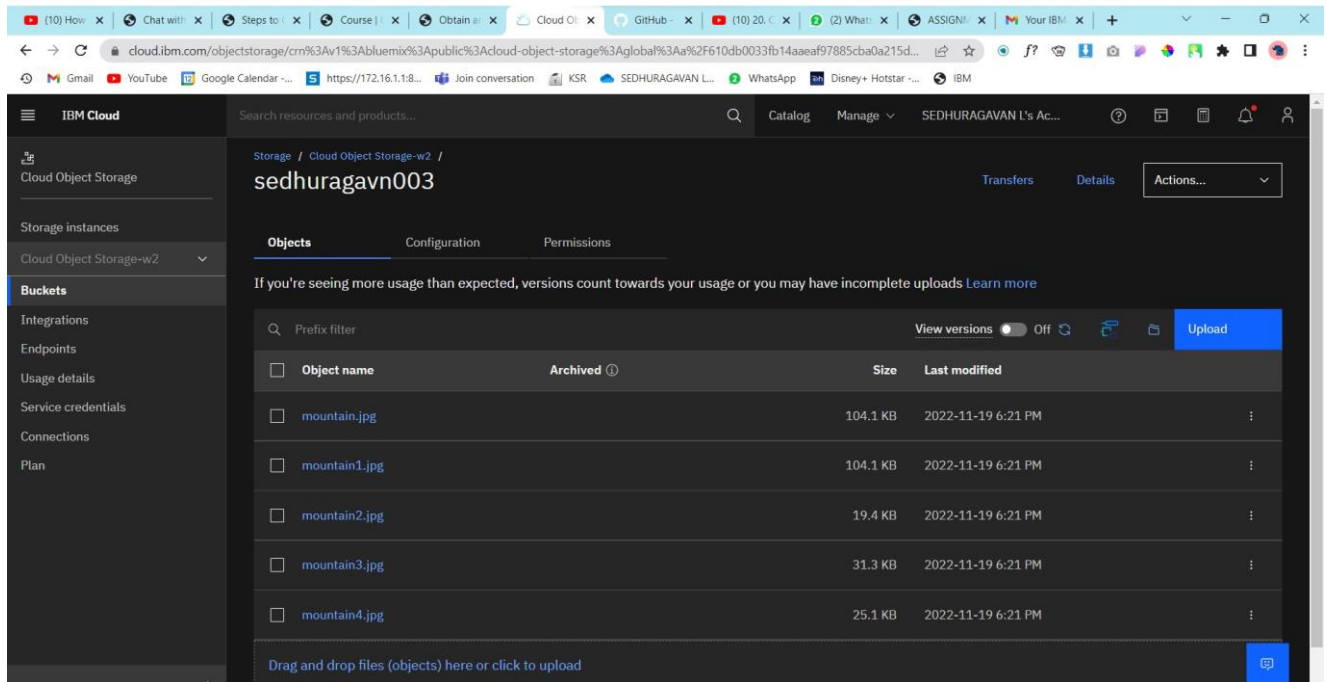 (10) How
Chat with
Steps to
Course |
Obtain a
Cloud Ob
GitHub -
(10) 20. C
(2) What
ASSIGN
Your IBM
cloud.ibm.com/objectstorage/crn%3Av1%3Abluemix%3Apublic%3Acloud-object-storage%3Aglobal%3Aa%2F610db0033fb14aaeaf97885cba0a215d...
Gmail
YouTube
Google Calendar -...
https://172.16.1.1:8...
Join conversation
KSR
SEDHURAGAVAN L...
WhatsApp
Disney+ Hotstar -...
IBM
IBM Cloud
Search resources and products...
Catalog
Manage
SEDHURAGAVAN L's Ac...
Cloud Object Storage
Storage instances
Cloud Object Storage-w2
Buckets
Integrations
Endpoints
Usage details
Service credentials
Connections
Plan
Storage / Cloud Object Storage-w2 /
sedhuragavn003
Transfers
Details
Actions...
Objects
Configuration
Permissions
If you're seeing more usage than expected, versions count towards your usage or you may have incomplete uploads Learn more
Prefix filter
View versions Off
Upload
Object name Archived Size Last modified
mountain.jpg 104.1 KB 2022-11-19 6:21 PM
mountain1.jpg 104.1 KB 2022-11-19 6:21 PM
mountain2.jpg 19.4 KB 2022-11-19 6:21 PM
mountain3.jpg 31.3 KB 2022-11-19 6:21 PM
mountain4.jpg 25.1 KB 2022-11-19 6:21 PM
Drag and drop files (objects) here or click to upload